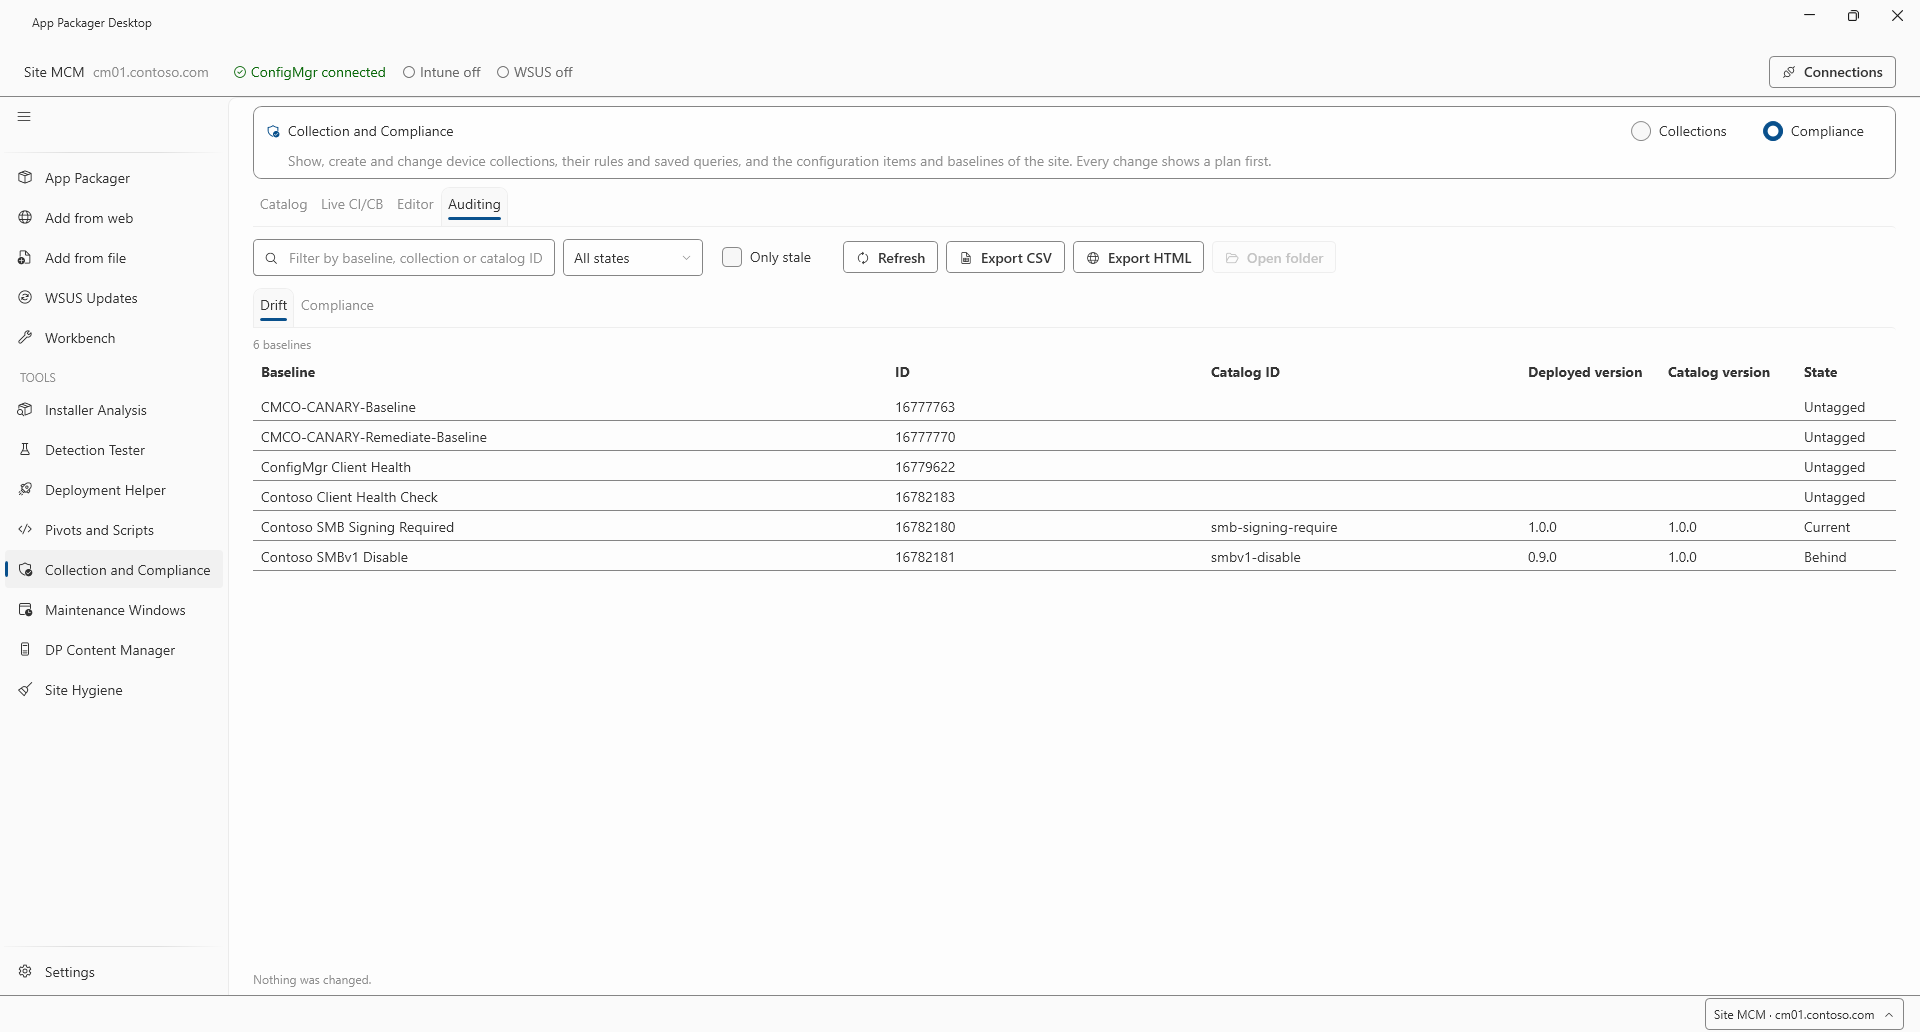 App Packager Desktop
Site MCM cm01.contoso.com ConfigMgr connected Intune off WSUS off Connections
Collection and Compliance Collections Compliance
Show, create and change device collections, their rules and saved queries, and the configuration items and baselines of the site. Every change shows a plan first.
App Packager
Add from web
Add from file
WSUS Updates
Workbench
TOOLS
Installer Analysis
Detection Tester
Deployment Helper
Pivots and Scripts
Collection and Compliance
Maintenance Windows
DP Content Manager
Site Hygiene
Settings
Catalog Live CI/CB Editor Auditing
Filter by baseline, collection or catalog ID All states Only stale Refresh Export CSV Export HTML Open folder
Drift Compliance
6 baselines
Baseline ID Catalog ID Deployed version Catalog version State
CMCO-CANARY-Baseline 16777763 Untagged
CMCO-CANARY-Remediate-Baseline 16777770 Untagged
ConfigMgr Client Health 16779622 Untagged
Contoso Client Health Check 16782183 Untagged
Contoso SMB Signing Required 16782180 smb-signing-require 1.0.0 1.0.0 Current
Contoso SMBv1 Disable 16782181 smbv1-disable 0.9.0 1.0.0 Behind
Nothing was changed.
Site MCM · cm01.contoso.com